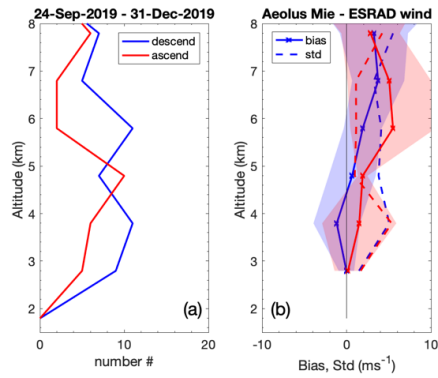 24-Sep-2019 - 31-Dec-2019
Aeolus Mie - ESRAD wind
8
7
6
5
4
3
2
Altitude (km)
descend
ascend
(a)
0
10
20
number #
8
7
6
5
4
3
2
Altitude (km)
bias
std
(b)
-10
0
10
Bias, Std (ms⁻¹)